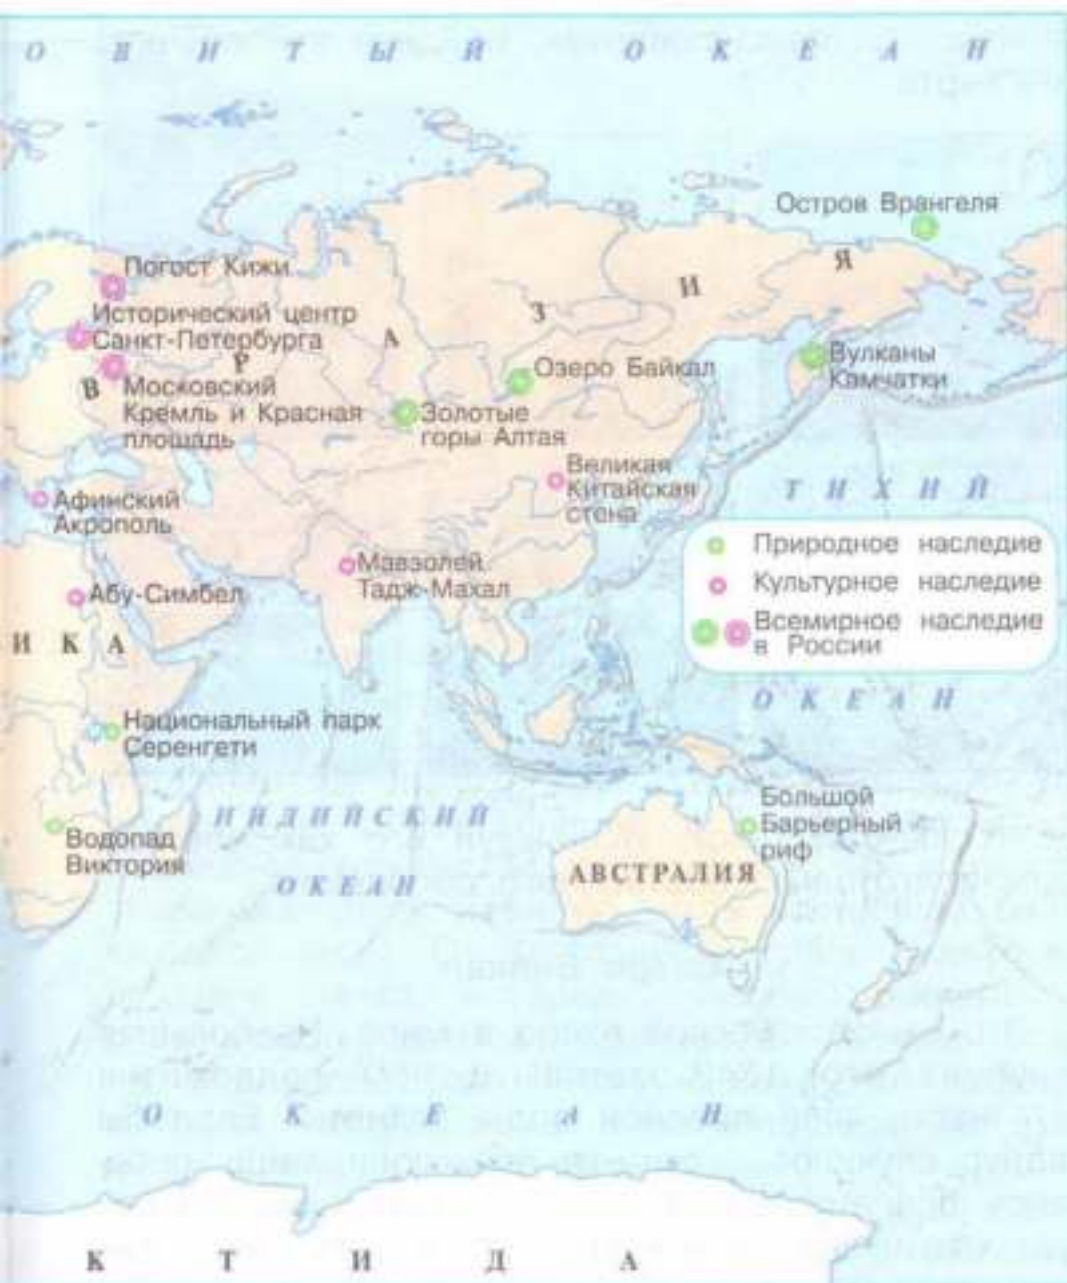 О В И Т Ы Й О К Е А Н
Остров Врангеля
Я
Погост Кижи
И
Исторический центр
Санкт-Петербурга
З
А
Р
В
Озеро Байкал
Вулканы
Камчатки
Московский
Кремль и Красная
площадь
Золотые
горы Алтая
Великая
Китайская
стена
Т И Х И Й
Афинский
Акрополь
Природное наследие
Культурное наследие
Всемирное наследие
в России
Мавзолей
Тадж-Махал
Абу-Симбел
И К А
О К Е А Н
Национальный парк
Серенгети
И Н Д И Й С К И Й
О К Е А Н
Большой
Барьерный
риф
Водопад
Виктория
АВСТРАЛИЯ
О К Е А Н
К Т И Д А